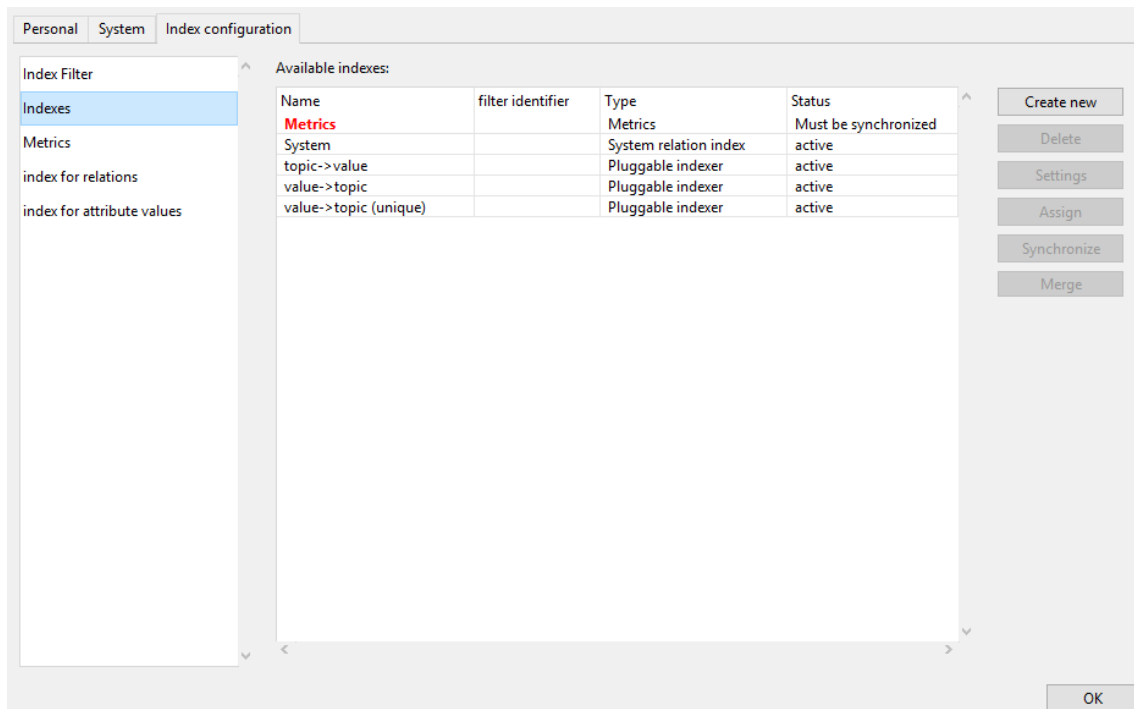 Personal System Index configuration
Index Filter
Indexes
Metrics
index for relations
index for attribute values
Available indexes:
Name filter identifier Type Status
Metrics Metrics Must be synchronized
System System relation index active
topic->value Pluggable indexer active
value->topic Pluggable indexer active
value->topic (unique) Pluggable indexer active
Create new
Delete
Settings
Assign
Synchronize
Merge
OK